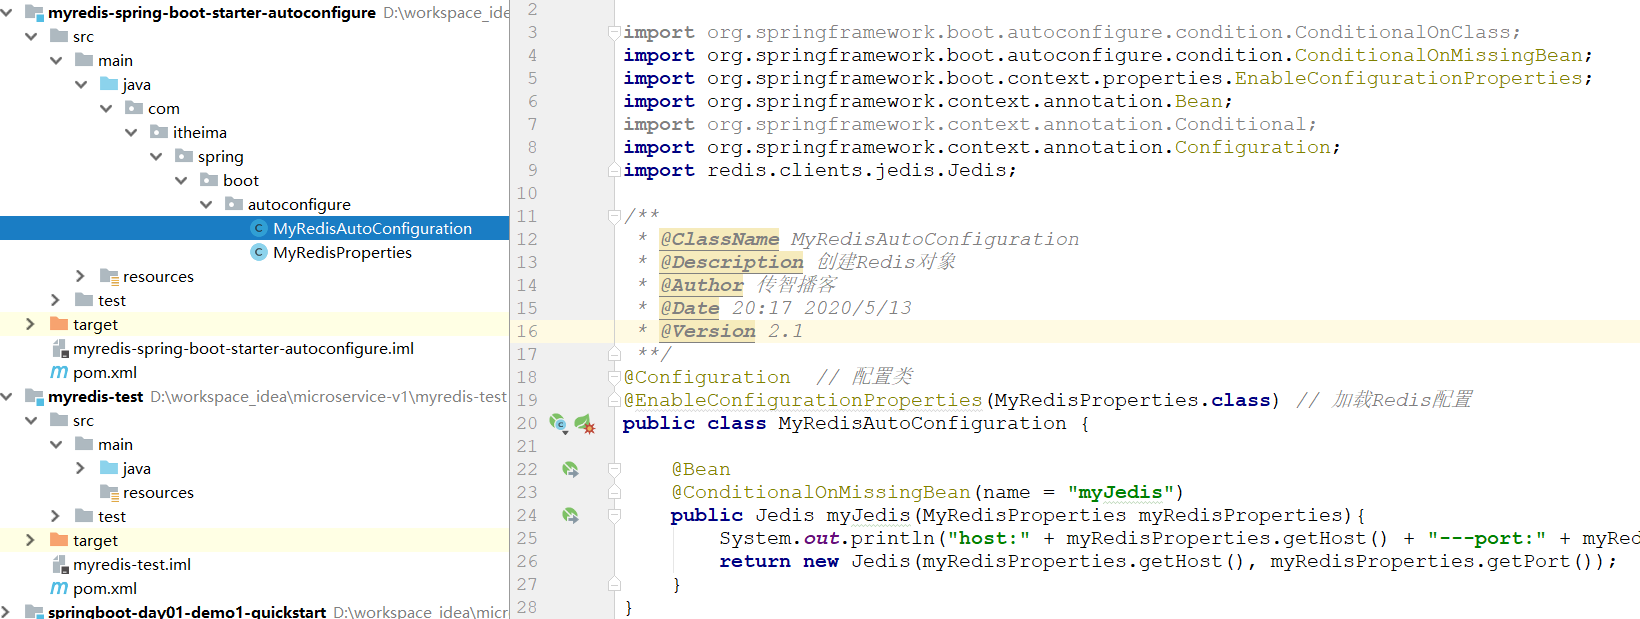 myredis-spring-boot-starter-autoconfigure D:\workspace_ide
src
main
java
com
itheima
spring
boot
autoconfigure
MyRedisAutoConfiguration
MyRedisProperties
resources
test
target
myredis-spring-boot-starter-autoconfigure.iml
pom.xml
myredis-test D:\workspace_idea\microservice-v1\myredis-test
src
main
java
resources
test
target
myredis-test.iml
pom.xml
springboot-day01-demo1-quickstart D:\workspace_idea\micr
2
3 import org.springframework.boot.autoconfigure.condition.ConditionalOnClass;
4 import org.springframework.boot.autoconfigure.condition.ConditionalOnMissingBean;
5 import org.springframework.boot.context.properties.EnableConfigurationProperties;
6 import org.springframework.context.annotation.Bean;
7 import org.springframework.context.annotation.Conditional;
8 import org.springframework.context.annotation.Configuration;
9 import redis.clients.jedis.Jedis;
10
11 /**
12 * @ClassName MyRedisAutoConfiguration
13 * @Description 创建Redis对象
14 * @Author 传智播客
15 * @Date 20:17 2020/5/13
16 * @Version 2.1
17 **/
18 @Configuration // 配置类
19 @EnableConfigurationProperties(MyRedisProperties.class) // 加载Redis配置
20 public class MyRedisAutoConfiguration {
21
22 @Bean
23 @ConditionalOnMissingBean(name = "myJedis")
24 public Jedis myJedis(MyRedisProperties myRedisProperties){
25 System.out.println("host:" + myRedisProperties.getHost() + "---port:" + myRed
26 return new Jedis(myRedisProperties.getHost(), myRedisProperties.getPort());
27 }
28 }